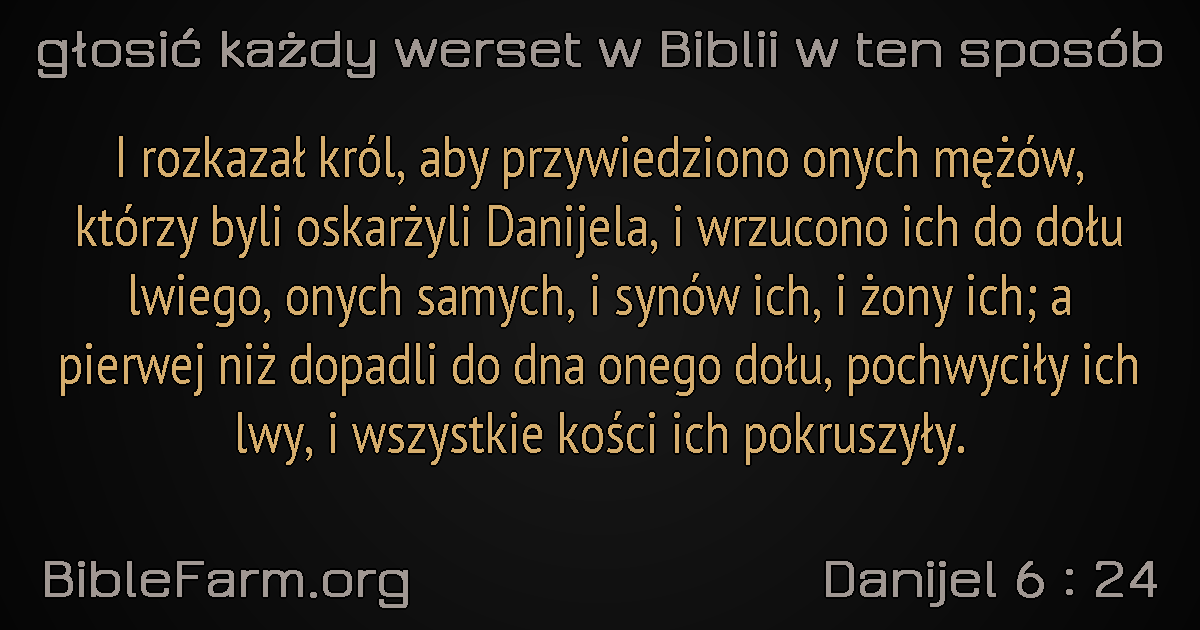 głosić każdy werset w Biblii w ten sposób
I rozkazał król, aby przywiedziono onych mężów,
którzy byli oskarżyli Danijela, i wrzucono ich do dołu
lwiego, onych samych, i synów ich, i żony ich; a
pierwej niż dopadli do dna onego dołu, pochwyciły ich
lwy, i wszystkie kości ich pokruszyły.
BibleFarm.org
Danijel 6 : 24